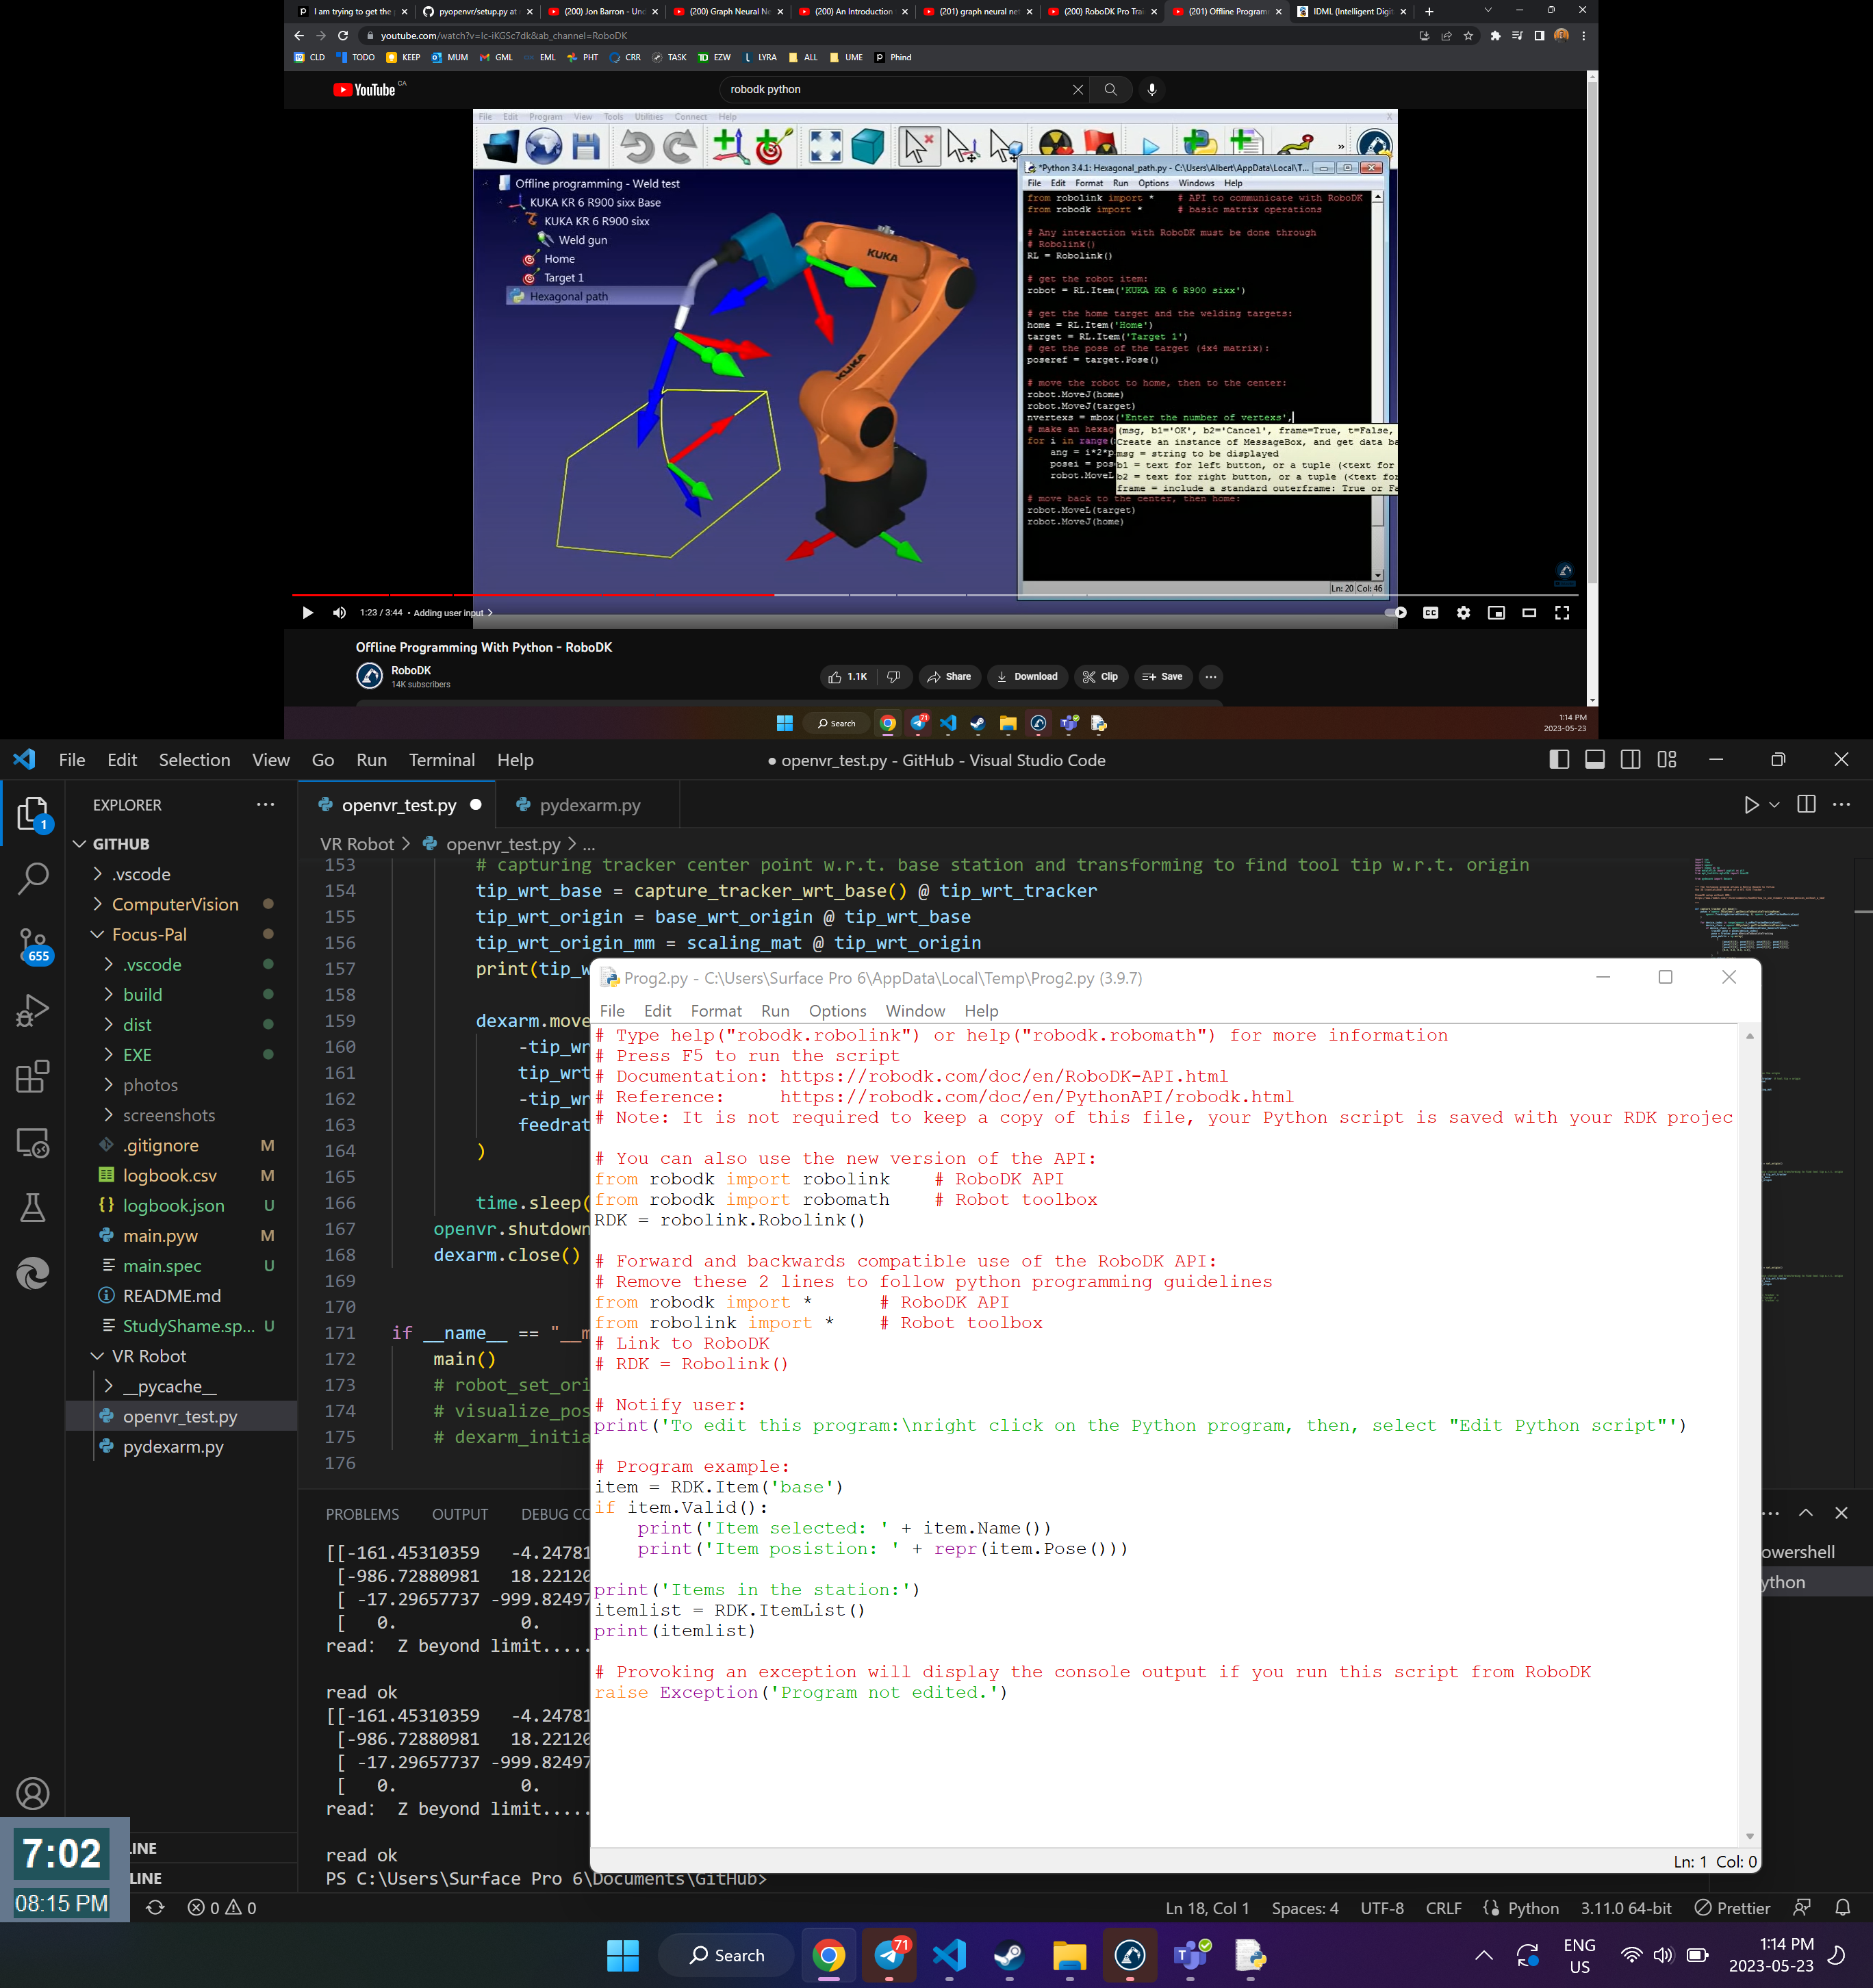 I am trying to get the p
pyopenvr/setup.py at
(200) Jon Barron - Und
(200) Graph Neural Ne
(200) An Introduction
(201) graph neural net
(200) RoboDK Pro Trai
(201) Offline Program
IDML (Intelligent Digit
youtube.com/watch?v=lc-iKGSc7dk&ab_channel=RoboDK
CLD TODO KEEP MUM GML EML PHT CRR TASK EZW LYRA ALL UME Phind
YouTube CA
robodk python
File Edit Program View Tools Utilities Connect Help
Offline programming - Weld test
KUKA KR 6 R900 sixx Base
KUKA KR 6 R900 sixx
Weld gun
Home
Target 1
Hexagonal path
KUKA
KUKA
*Python 3.4.1: Hexagonal_path.py - C:\Users\Albert\AppData\Local\T...
File Edit Format Run Options Windows Help
from robolink import * # API to communicate with RoboDK
from robodk import * # basic matrix operations
# Any interaction with RoboDK must be done through
# Robolink()
RL = Robolink()
# get the robot item:
robot = RL.Item('KUKA KR 6 R900 sixx')
# get the home target and the welding targets:
home = RL.Item('Home')
target = RL.Item('Target 1')
# get the pose of the target (4x4 matrix):
poseref = target.Pose()
# move the robot to home, then to the center:
robot.MoveJ(home)
robot.MoveJ(target)
nvertexs = mbox('Enter the number of vertexs',
# make an hexag
for i in range(
ang = i*2*p
posei = pos
robot.MoveL
(msg, b1='OK', b2='Cancel', frame=True, t=False,
Create an instance of MessageBox, and get data ba
msg = string to be displayed
b1 = text for left button, or a tuple (<text for
b2 = text for right button, or a tuple (<text for
frame = include a standard outerframe: True or Fa
# move back to the center, then home:
robot.MoveL(target)
robot.MoveJ(home)
Ln: 20 Col: 46
1:23 / 3:44 • Adding user input
Offline Programming With Python - RoboDK
RoboDK
14K subscribers
1.1K Share Download Clip Save
Search 71
1:14 PM
2023-05-23
File Edit Selection View Go Run Terminal Help
● openvr_test.py - GitHub - Visual Studio Code
EXPLORER
GITHUB
.vscode
ComputerVision
Focus-Pal
.vscode
build
dist
EXE
photos
screenshots
.gitignore M
logbook.csv M
logbook.json U
main.pyw M
main.spec U
README.md
StudyShame.sp... U
VR Robot
__pycache__
openvr_test.py
pydexarm.py
LINE
LINE
1
655
openvr_test.py
pydexarm.py
VR Robot > openvr_test.py > ...
153 # capturing tracker center point w.r.t. base station and transforming to find tool tip w.r.t. origin
154 tip_wrt_base = capture_tracker_wrt_base() @ tip_wrt_tracker
155 tip_wrt_origin = base_wrt_origin @ tip_wrt_base
156 tip_wrt_origin_mm = scaling_mat @ tip_wrt_origin
157 print(tip_w
158
159 dexarm.move
160 -tip_wr
161 tip_wrt
162 -tip_wr
163 feedrat
164 )
165
166 time.sleep(
167 openvr.shutdown
168 dexarm.close()
169
170
171 if __name__ == "__m
172 main()
173 # robot_set_ori
174 # visualize_pos
175 # dexarm_initia
176
Prog2.py - C:\Users\Surface Pro 6\AppData\Local\Temp\Prog2.py (3.9.7)
File Edit Format Run Options Window Help
# Type help("robodk.robolink") or help("robodk.robomath") for more information
# Press F5 to run the script
# Documentation: https://robodk.com/doc/en/RoboDK-API.html
# Reference: https://robodk.com/doc/en/PythonAPI/robodk.html
# Note: It is not required to keep a copy of this file, your Python script is saved with your RDK projec
# You can also use the new version of the API:
from robodk import robolink # RoboDK API
from robodk import robomath # Robot toolbox
RDK = robolink.Robolink()
# Forward and backwards compatible use of the RoboDK API:
# Remove these 2 lines to follow python programming guidelines
from robodk import * # RoboDK API
from robolink import * # Robot toolbox
# Link to RoboDK
# RDK = Robolink()
# Notify user:
print('To edit this program:\nright click on the Python program, then, select "Edit Python script"')
# Program example:
item = RDK.Item('base')
if item.Valid():
print('Item selected: ' + item.Name())
print('Item posistion: ' + repr(item.Pose()))
print('Items in the station:')
itemlist = RDK.ItemList()
print(itemlist)
# Provoking an exception will display the console output if you run this script from RoboDK
raise Exception('Program not edited.')
Ln: 1 Col: 0
PROBLEMS OUTPUT DEBUG CO
[[-161.45310359 -4.24781
[-986.72880981 18.22120
[ -17.29657737 -999.82497
[ 0. 0.
read: Z beyond limit.....
read ok
[[-161.45310359 -4.24781
[-986.72880981 18.22120
[ -17.29657737 -999.82497
[ 0. 0.
read: Z beyond limit.....
read ok
PS C:\Users\Surface Pro 6\Documents\GitHub>
owershell
ython
7:02
08:15 PM
0 0
Ln 18, Col 1 Spaces: 4 UTF-8 CRLF Python 3.11.0 64-bit Prettier
Search
71
ENG
US
1:14 PM
2023-05-23